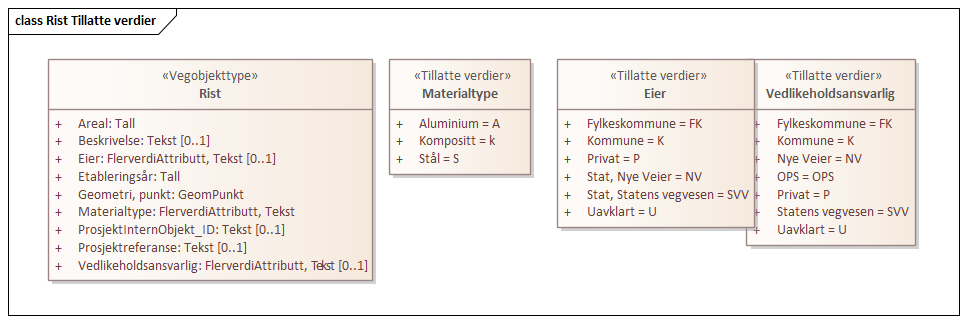 class Rist Tillatte verdier
«Vegobjekttype»
Rist
+ Areal: Tall
+ Beskrivelse: Tekst [0..1]
+ Eier: FlerverdiAttributt, Tekst [0..1]
+ Etableringsår: Tall
+ Geometri, punkt: GeomPunkt
+ Materialtype: FlerverdiAttributt, Tekst
+ ProsjektInternObjekt_ID: Tekst [0..1]
+ Prosjektreferanse: Tekst [0..1]
+ Vedlikeholdsansvarlig: FlerverdiAttributt, Tekst [0..1]
«Tillatte verdier»
Materialtype
+ Aluminium = A
+ Kompositt = k
+ Stål = S
«Tillatte verdier»
Eier
+ Fylkeskommune = FK
+ Kommune = K
+ Privat = P
+ Stat, Nye Veier = NV
+ Stat, Statens vegvesen = SVV
+ Uavklart = U
«Tillatte verdier»
Vedlikeholdsansvarlig
+ Fylkeskommune = FK
+ Kommune = K
+ Nye Veier = NV
+ OPS = OPS
+ Privat = P
+ Statens vegvesen = SVV
+ Uavklart = U